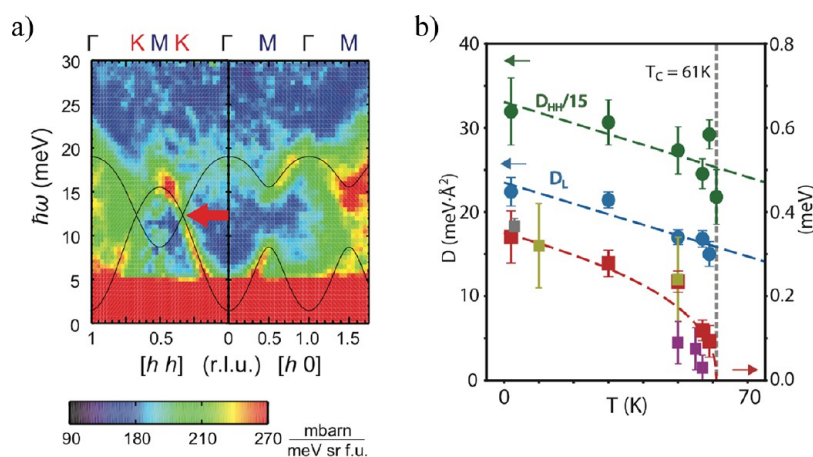 a)
Γ K M K Γ M Γ M
30
25
20
15
10
5
0
ħω (meV)
1 0.5 0 0.5 1.0 1.5
[h h] (r.l.u.) [h 0]
90 180 210 270
mbarn
meV sr f.u.
b)
40
30
20
10
0
D (meV·Å²)
T_C = 61K
D_HH/15
D_L
0.8
0.6
0.4
0.2
0.0
(meV)
0 70
T (K)